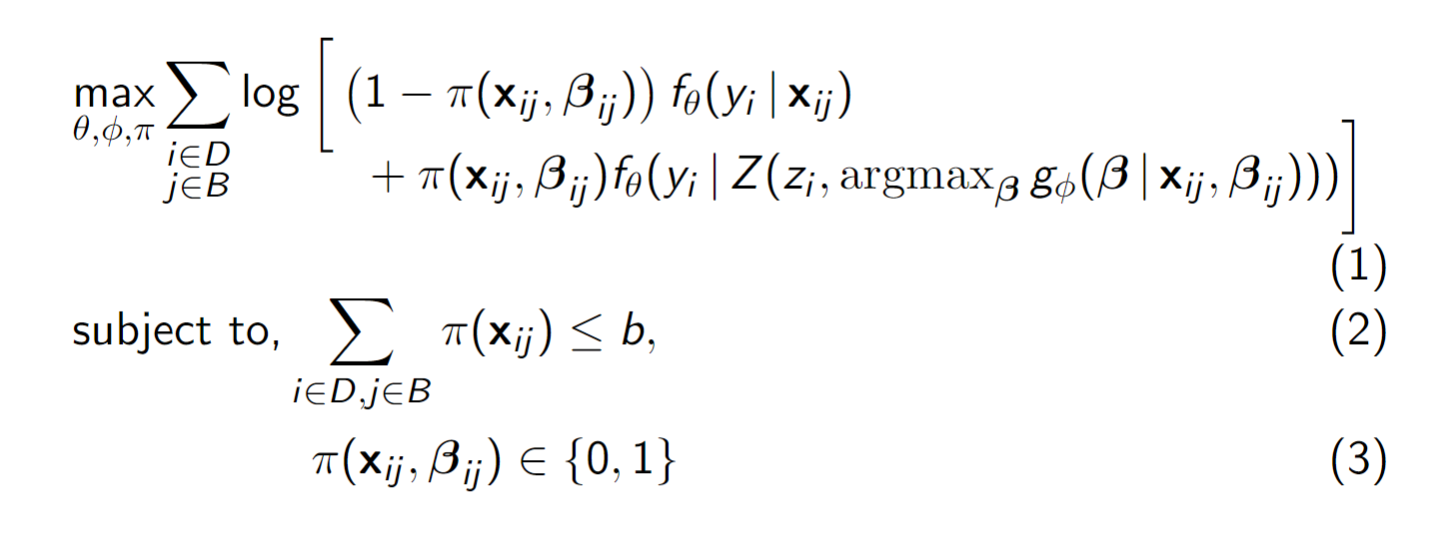 max_{θ,ϕ,π} ∑_{i∈D j∈B} log [ (1 − π(𝐱_{ij}, 𝜷_{ij})) f_θ(y_i | 𝐱_{ij})
+ π(𝐱_{ij}, 𝜷_{ij}) f_θ(y_i | Z(z_i, argmax_𝜷 g_ϕ(𝜷 | 𝐱_{ij}, 𝜷_{ij}))) ]
(1)
subject to, ∑_{i∈D,j∈B} π(𝐱_{ij}) ≤ b, (2)
π(𝐱_{ij}, 𝜷_{ij}) ∈ {0, 1} (3)